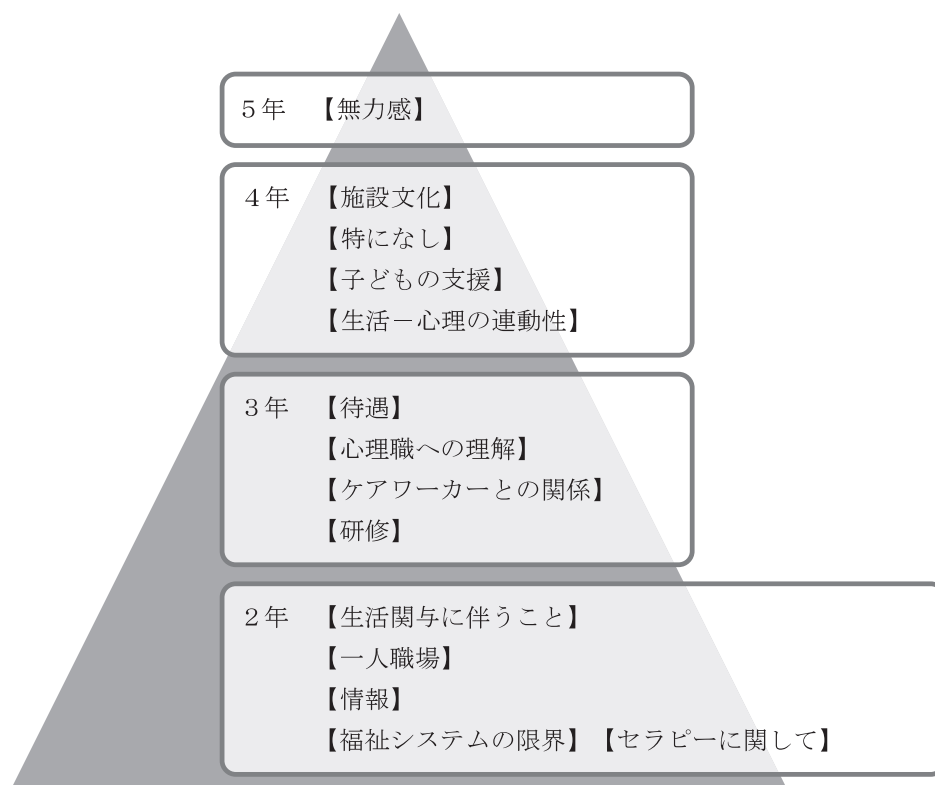 ５年　【無力感】
４年　【施設文化】
【特になし】
【子どもの支援】
【生活－心理の連動性】
３年　【待遇】
【心理職への理解】
【ケアワーカーとの関係】
【研修】
２年　【生活関与に伴うこと】
【一人職場】
【情報】
【福祉システムの限界】【セラピーに関して】